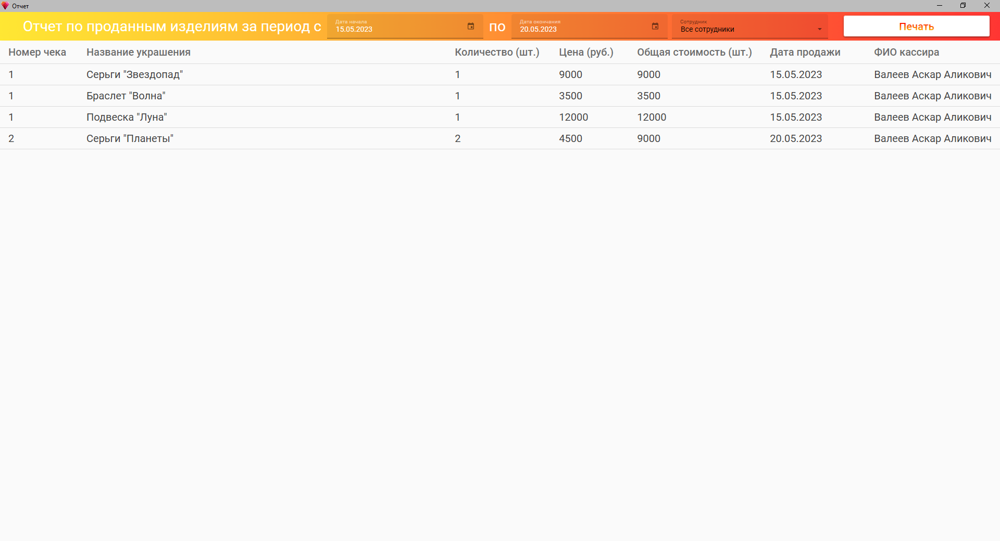 Отчет
Отчет по проданным изделиям за период с Дата начала 15.05.2023 по Дата окончания 20.05.2023 Сотрудник Все сотрудники Печать
Номер чека Название украшения Количество (шт.) Цена (руб.) Общая стоимость (шт.) Дата продажи ФИО кассира
1 Серьги "Звездопад" 1 9000 9000 15.05.2023 Валеев Аскар Аликович
1 Браслет "Волна" 1 3500 3500 15.05.2023 Валеев Аскар Аликович
1 Подвеска "Луна" 1 12000 12000 15.05.2023 Валеев Аскар Аликович
2 Серьги "Планеты" 2 4500 9000 20.05.2023 Валеев Аскар Аликович